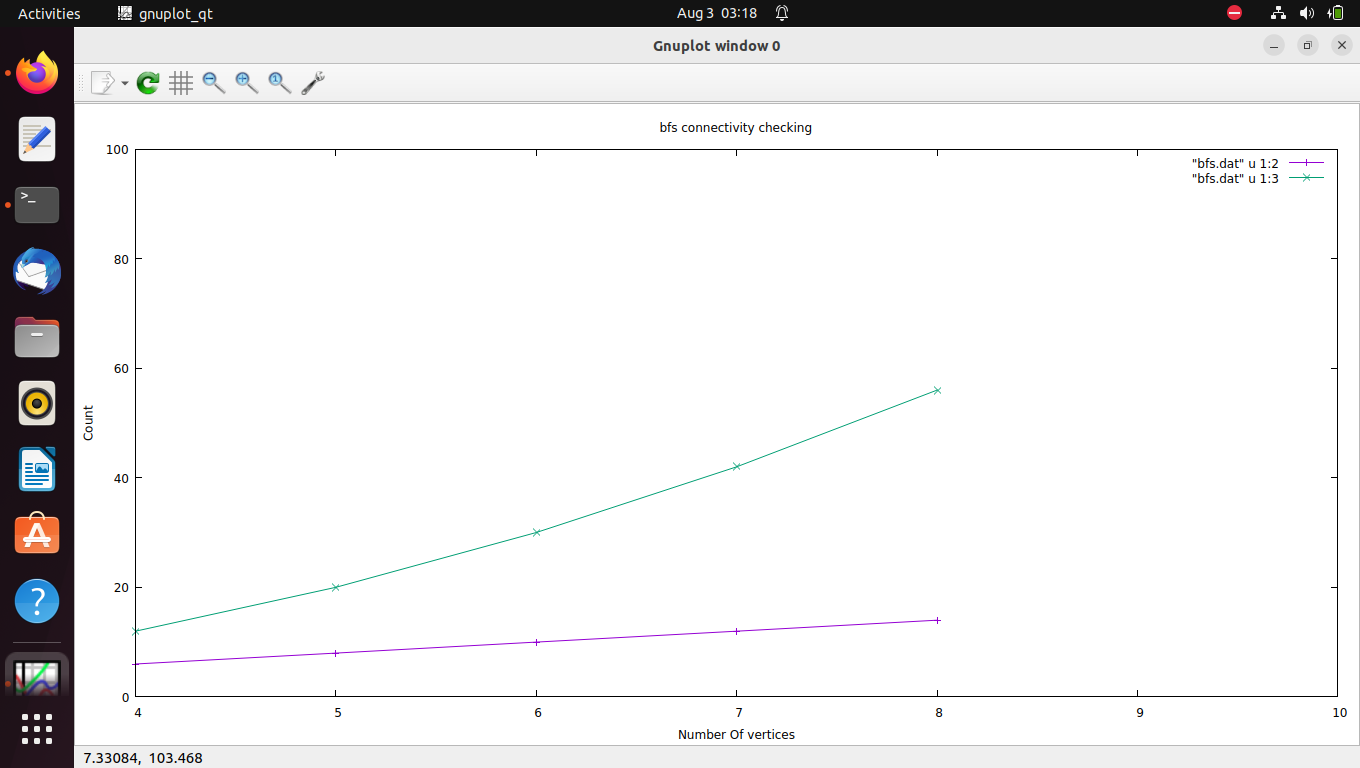 Activities gnuplot_qt Aug 3 03:18
Gnuplot window 0
1
>_
?
bfs connectivity checking
"bfs.dat" u 1:2
"bfs.dat" u 1:3
100
80
60
40
20
0
Count
4 5 6 7 8 9 10
Number Of vertices
7.33084, 103.468